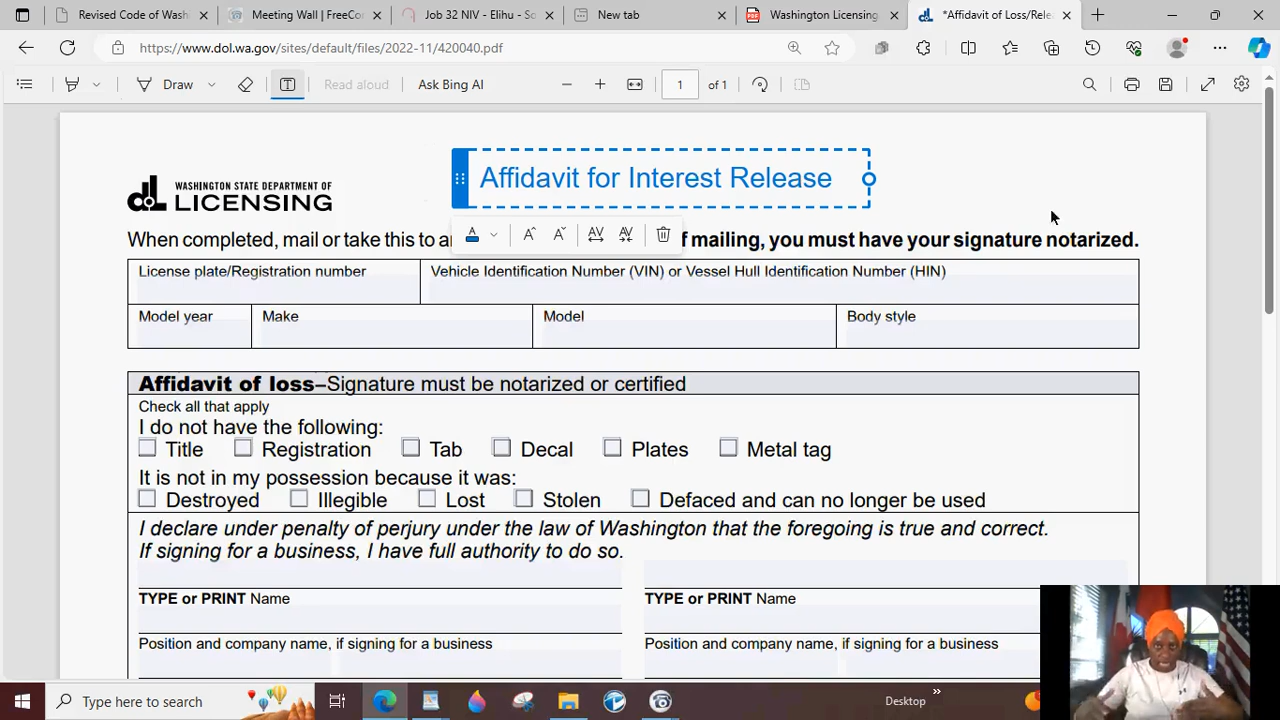 Revised Code of Wash
Meeting Wall | FreeCon
Job 32 NIV - Elihu - So
New tab
Washington Licensing
*Affidavit of Loss/Rele
https://www.dol.wa.gov/sites/default/files/2022-11/420040.pdf
Draw
Read aloud
Ask Bing AI
1
of 1
Affidavit for Interest Release
WASHINGTON STATE DEPARTMENT OF
LICENSING
When completed, mail or take this to an
f mailing, you must have your signature notarized.
License plate/Registration number
Vehicle Identification Number (VIN) or Vessel Hull Identification Number (HIN)
Model year
Make
Model
Body style
Affidavit of loss–Signature must be notarized or certified
Check all that apply
I do not have the following:
Title
Registration
Tab
Decal
Plates
Metal tag
It is not in my possession because it was:
Destroyed
Illegible
Lost
Stolen
Defaced and can no longer be used
I declare under penalty of perjury under the law of Washington that the foregoing is true and correct.
If signing for a business, I have full authority to do so.
TYPE or PRINT Name
TYPE or PRINT Name
Position and company name, if signing for a business
Position and company name, if signing for a business
Type here to search
Desktop